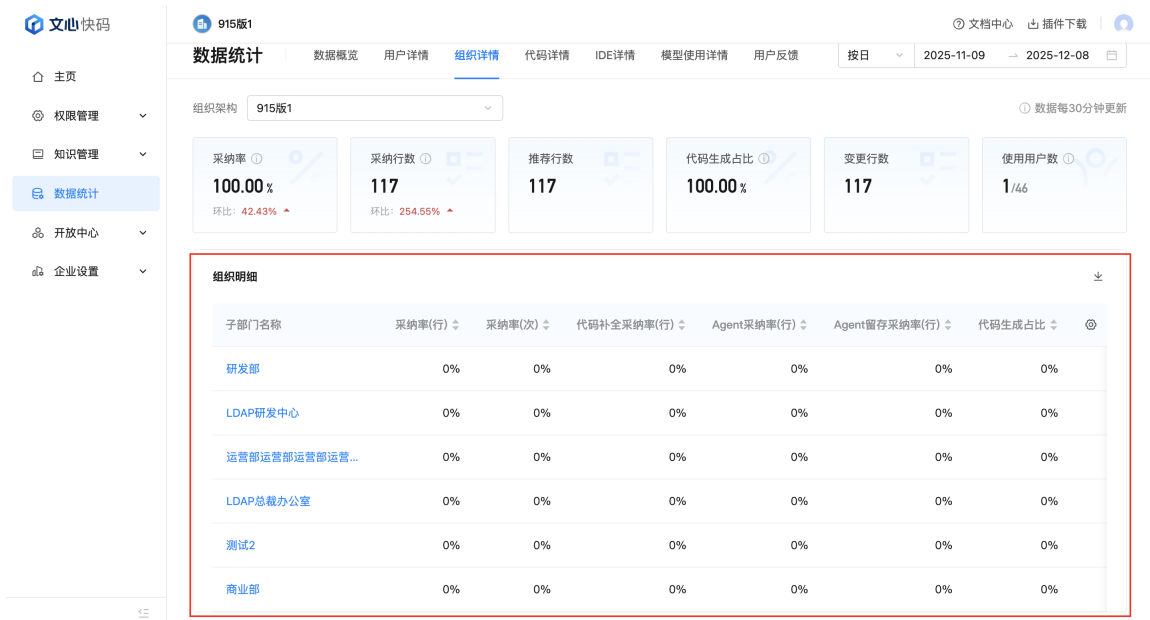 文心快码
915版1
文档中心
插件下载
数据统计
数据概览
用户详情
组织详情
代码详情
IDE详情
模型使用详情
用户反馈
按日
2025-11-09
→
2025-12-08
主页
权限管理
知识管理
数据统计
开放中心
企业设置
组织架构
915版1
数据每30分钟更新
采纳率
100.00 %
环比: 42.43%
采纳行数
117
环比: 254.55%
推荐行数
117
代码生成占比
100.00 %
变更行数
117
使用用户数
1/46
组织明细
子部门名称 采纳率(行) 采纳率(次) 代码补全采纳率(行) Agent采纳率(行) Agent留存采纳率(行) 代码生成占比
研发部 0% 0% 0% 0% 0% 0%
LDAP研发中心 0% 0% 0% 0% 0% 0%
运营部运营部运营部运营... 0% 0% 0% 0% 0% 0%
LDAP总裁办公室 0% 0% 0% 0% 0% 0%
测试2 0% 0% 0% 0% 0% 0%
商业部 0% 0% 0% 0% 0% 0%